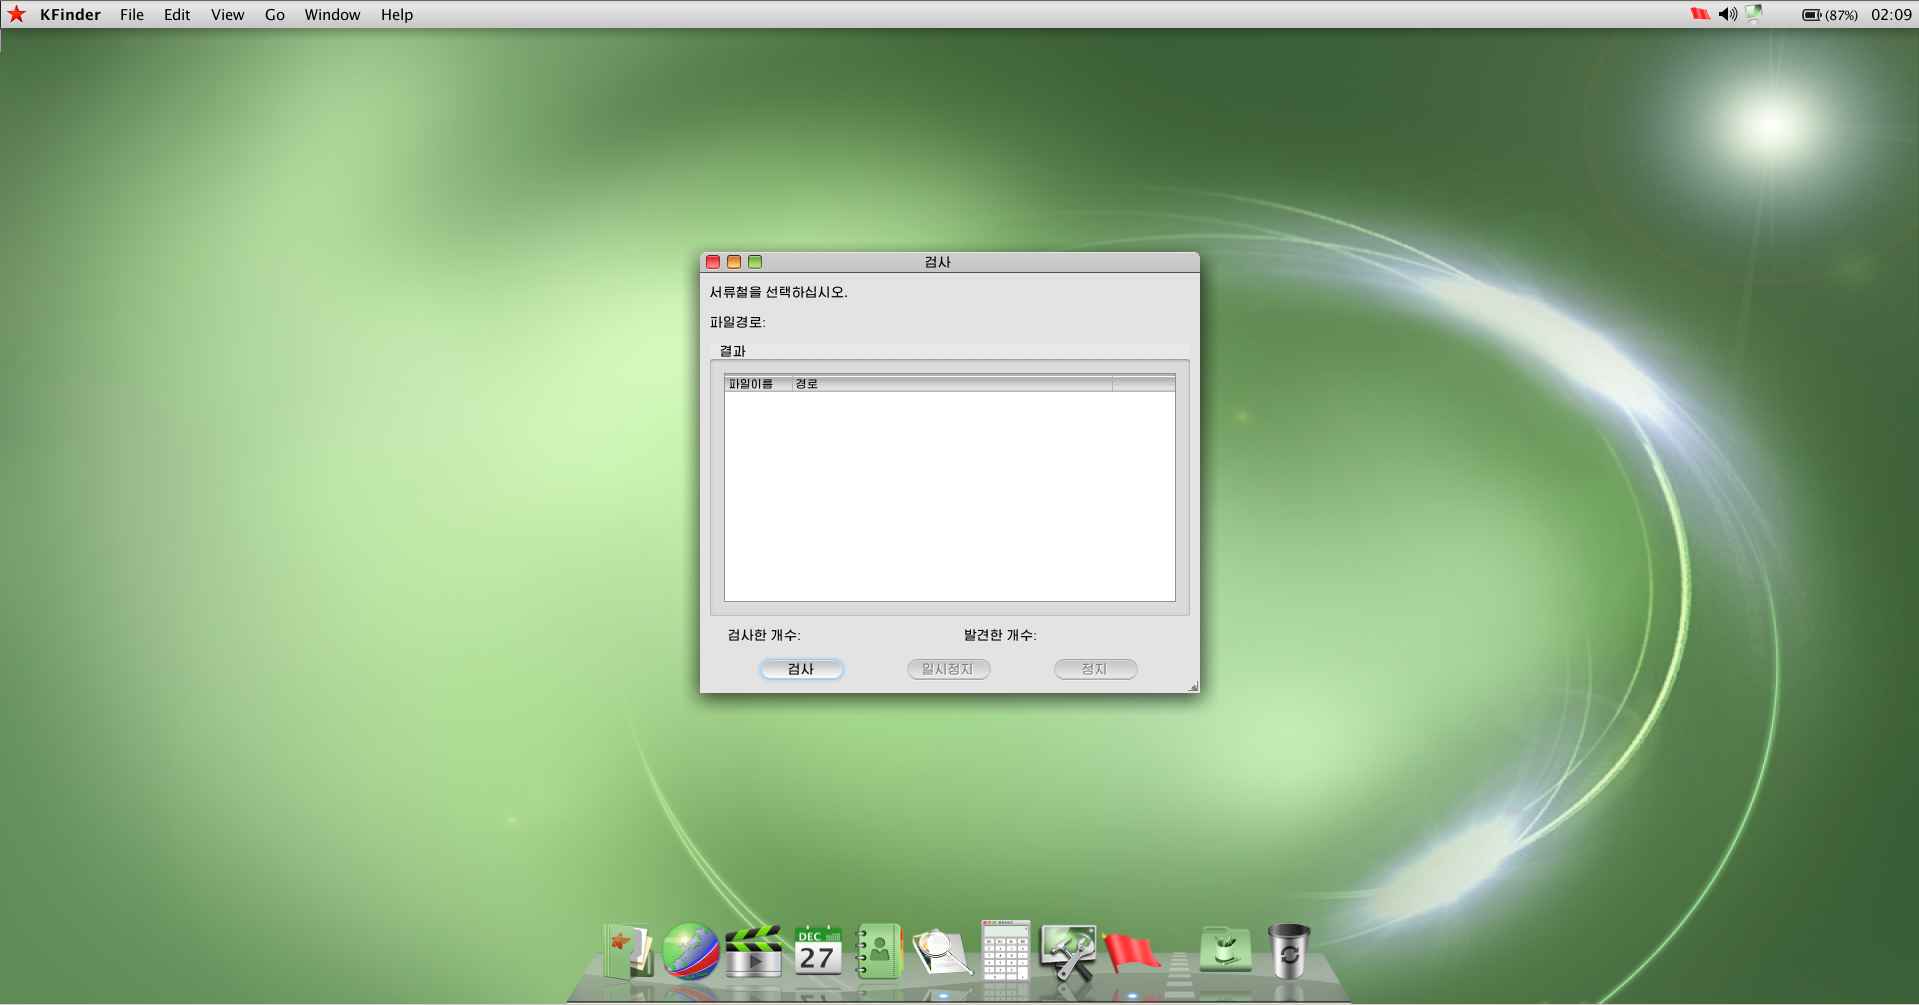 KFinder File Edit View Go Window Help (87%) 02:09
검사
서류철을 선택하십시오.
파일경로:
결과
파일이름 경로
검사한 개수: 발견한 개수:
검사 일시정지 정지
DEC
27